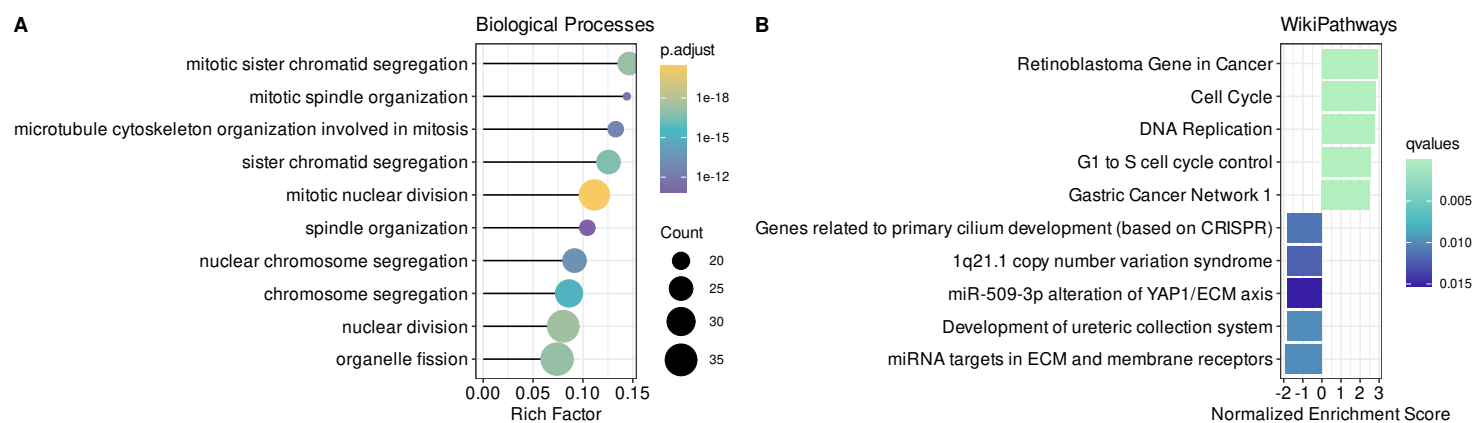 A
Biological Processes
mitotic sister chromatid segregation
mitotic spindle organization
microtubule cytoskeleton organization involved in mitosis
sister chromatid segregation
mitotic nuclear division
spindle organization
nuclear chromosome segregation
chromosome segregation
nuclear division
organelle fission
0.00 0.05 0.10 0.15
Rich Factor
p.adjust
1e-18
1e-15
1e-12
Count
20
25
30
35
B
WikiPathways
Retinoblastoma Gene in Cancer
Cell Cycle
DNA Replication
G1 to S cell cycle control
Gastric Cancer Network 1
Genes related to primary cilium development (based on CRISPR)
1q21.1 copy number variation syndrome
miR-509-3p alteration of YAP1/ECM axis
Development of ureteric collection system
miRNA targets in ECM and membrane receptors
-2 -1 0 1 2 3
Normalized Enrichment Score
qvalues
0.005
0.010
0.015